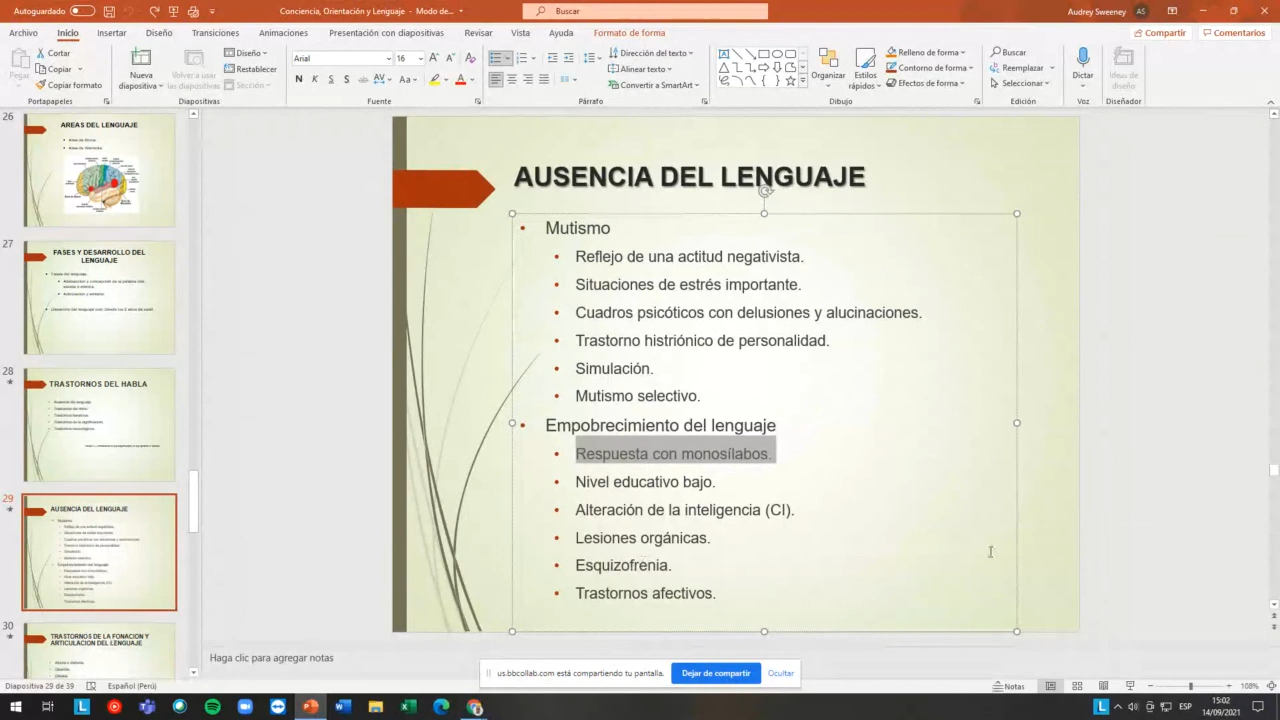 Autoguardado
Conciencia, Orientación y Lenguaje - Modo de...
Buscar
Audrey Sweeney
AS
Archivo Inicio Insertar Diseño Transiciones Animaciones Presentación con diapositivas Revisar Vista Ayuda Formato de forma
Compartir
Comentarios
Pegar
Cortar
Copiar
Copiar formato
Portapapeles
Nueva diapositiva
Volver a usar las diapositivas
Diseño
Restablecer
Sección
Diapositivas
Arial
16
N K S S ab AV Aa A
Fuente
Dirección del texto
Alinear texto
Convertir a SmartArt
Párrafo
Organizar
Estilos rápidos
Relleno de forma
Contorno de forma
Efectos de forma
Dibujo
Buscar
Reemplazar
Seleccionar
Edición
Dictar
Voz
Ideas de diseño
Diseñador
26
AREAS DEL LENGUAJE
27
FASES Y DESARROLLO DEL
LENGUAJE
28
TRASTORNOS DEL HABLA
29
AUSENCIA DEL LENGUAJE
30
TRASTORNOS DE LA FONACION Y
ARTICULACION DEL LENGUAJE
AUSENCIA DEL LENGUAJE
• Mutismo
• Reflejo de una actitud negativista.
• Situaciones de estrés importante.
• Cuadros psicóticos con delusiones y alucinaciones.
• Trastorno histriónico de personalidad.
• Simulación.
• Mutismo selectivo.
• Empobrecimiento del lenguaje
• Respuesta con monosílabos.
• Nivel educativo bajo.
• Alteración de la inteligencia (CI).
• Lesiones orgánicas.
• Esquizofrenia.
• Trastornos afectivos.
Haga clic para agregar notas
us.bbcollab.com está compartiendo tu pantalla.
Dejar de compartir
Ocultar
Diapositiva 29 de 39
Español (Perú)
Notas
108%
ESP
15:02
14/09/2021